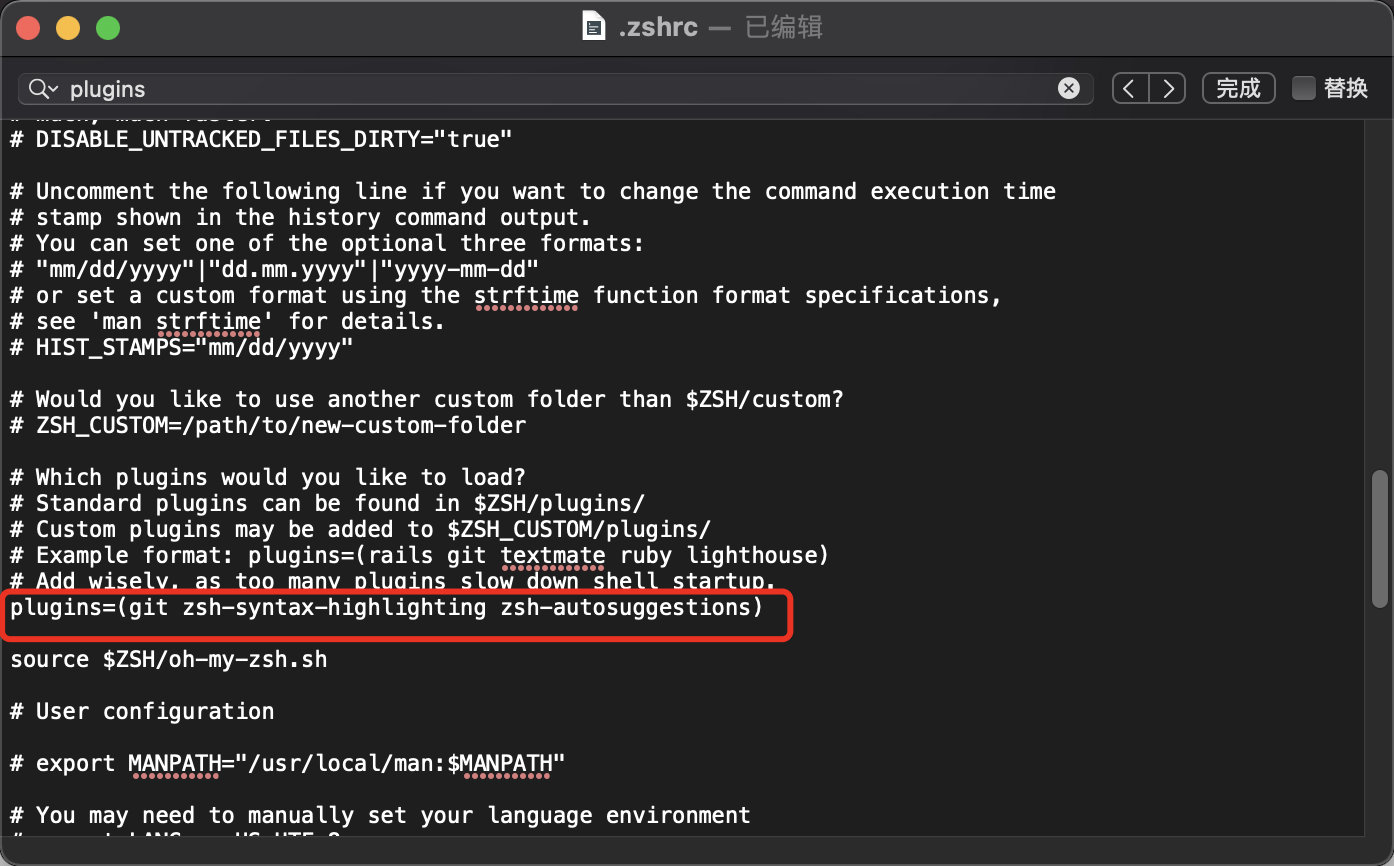 .zshrc — 已编辑
plugins
完成
替换
# DISABLE_UNTRACKED_FILES_DIRTY="true"
# Uncomment the following line if you want to change the command execution time
# stamp shown in the history command output.
# You can set one of the optional three formats:
# "mm/dd/yyyy"|"dd.mm.yyyy"|"yyyy-mm-dd"
# or set a custom format using the strftime function format specifications,
# see 'man strftime' for details.
# HIST_STAMPS="mm/dd/yyyy"
# Would you like to use another custom folder than $ZSH/custom?
# ZSH_CUSTOM=/path/to/new-custom-folder
# Which plugins would you like to load?
# Standard plugins can be found in $ZSH/plugins/
# Custom plugins may be added to $ZSH_CUSTOM/plugins/
# Example format: plugins=(rails git textmate ruby lighthouse)
# Add wisely, as too many plugins slow down shell startup.
plugins=(git zsh-syntax-highlighting zsh-autosuggestions)
source $ZSH/oh-my-zsh.sh
# User configuration
# export MANPATH="/usr/local/man:$MANPATH"
# You may need to manually set your language environment